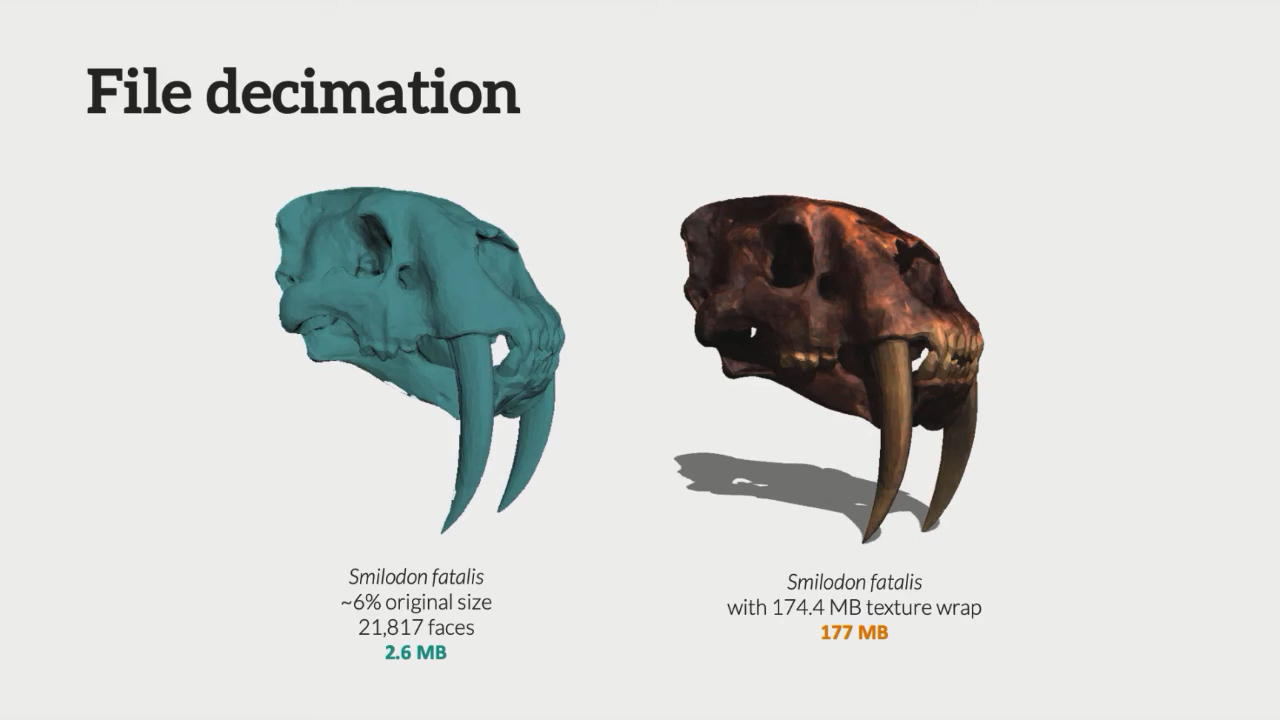 File decimation
Smilodon fatalis
~6% original size
21,817 faces
2.6 MB
Smilodon fatalis
with 174.4 MB texture wrap
177 MB